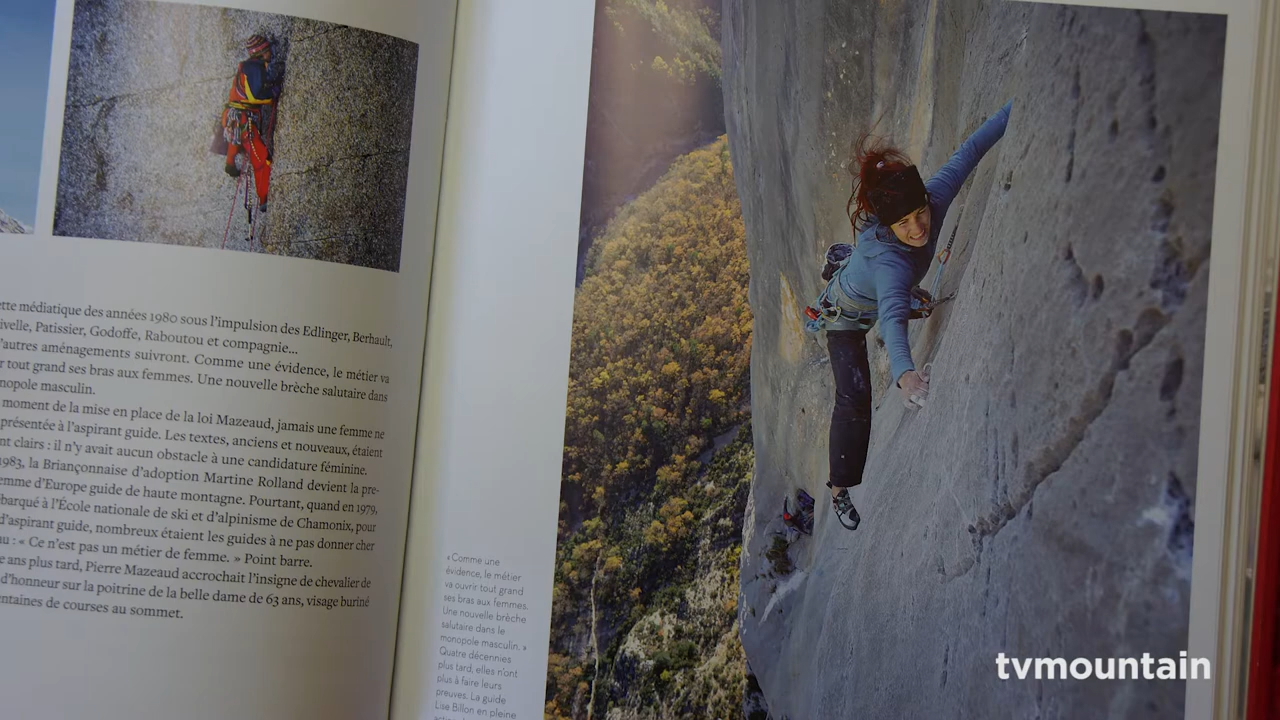 ette médiatique des années 1980 sous l'impulsion des Edlinger, Berhault,
ivelle, Patissier, Godoffe, Raboutou et compagnie...
'autres aménagements suivront. Comme une évidence, le métier va
r tout grand ses bras aux femmes. Une nouvelle brèche salutaire dans
nopole masculin.
moment de la mise en place de la loi Mazeaud, jamais une femme ne
présentée à l'aspirant guide. Les textes, anciens et nouveaux, étaient
nt clairs : il n'y avait aucun obstacle à une candidature féminine.
1983, la Briançonnaise d'adoption Martine Rolland devient la pre-
emme d'Europe guide de haute montagne. Pourtant, quand en 1979,
barqué à l'École nationale de ski et d'alpinisme de Chamonix, pour
d'aspirant guide, nombreux étaient les guides à ne pas donner cher
au : « Ce n'est pas un métier de femme. » Point barre.
e ans plus tard, Pierre Mazeaud accrochait l'insigne de chevalier de
d'honneur sur la poitrine de la belle dame de 63 ans, visage buriné
entaines de courses au sommet.
« Comme une
évidence, le métier
va ouvrir tout grand
ses bras aux femmes.
Une nouvelle brèche
salutaire dans le
monopole masculin. »
Quatre décennies
plus tard, elles n'ont
plus à faire leurs
preuves. La guide
Lise Billon en pleine
tvmountain